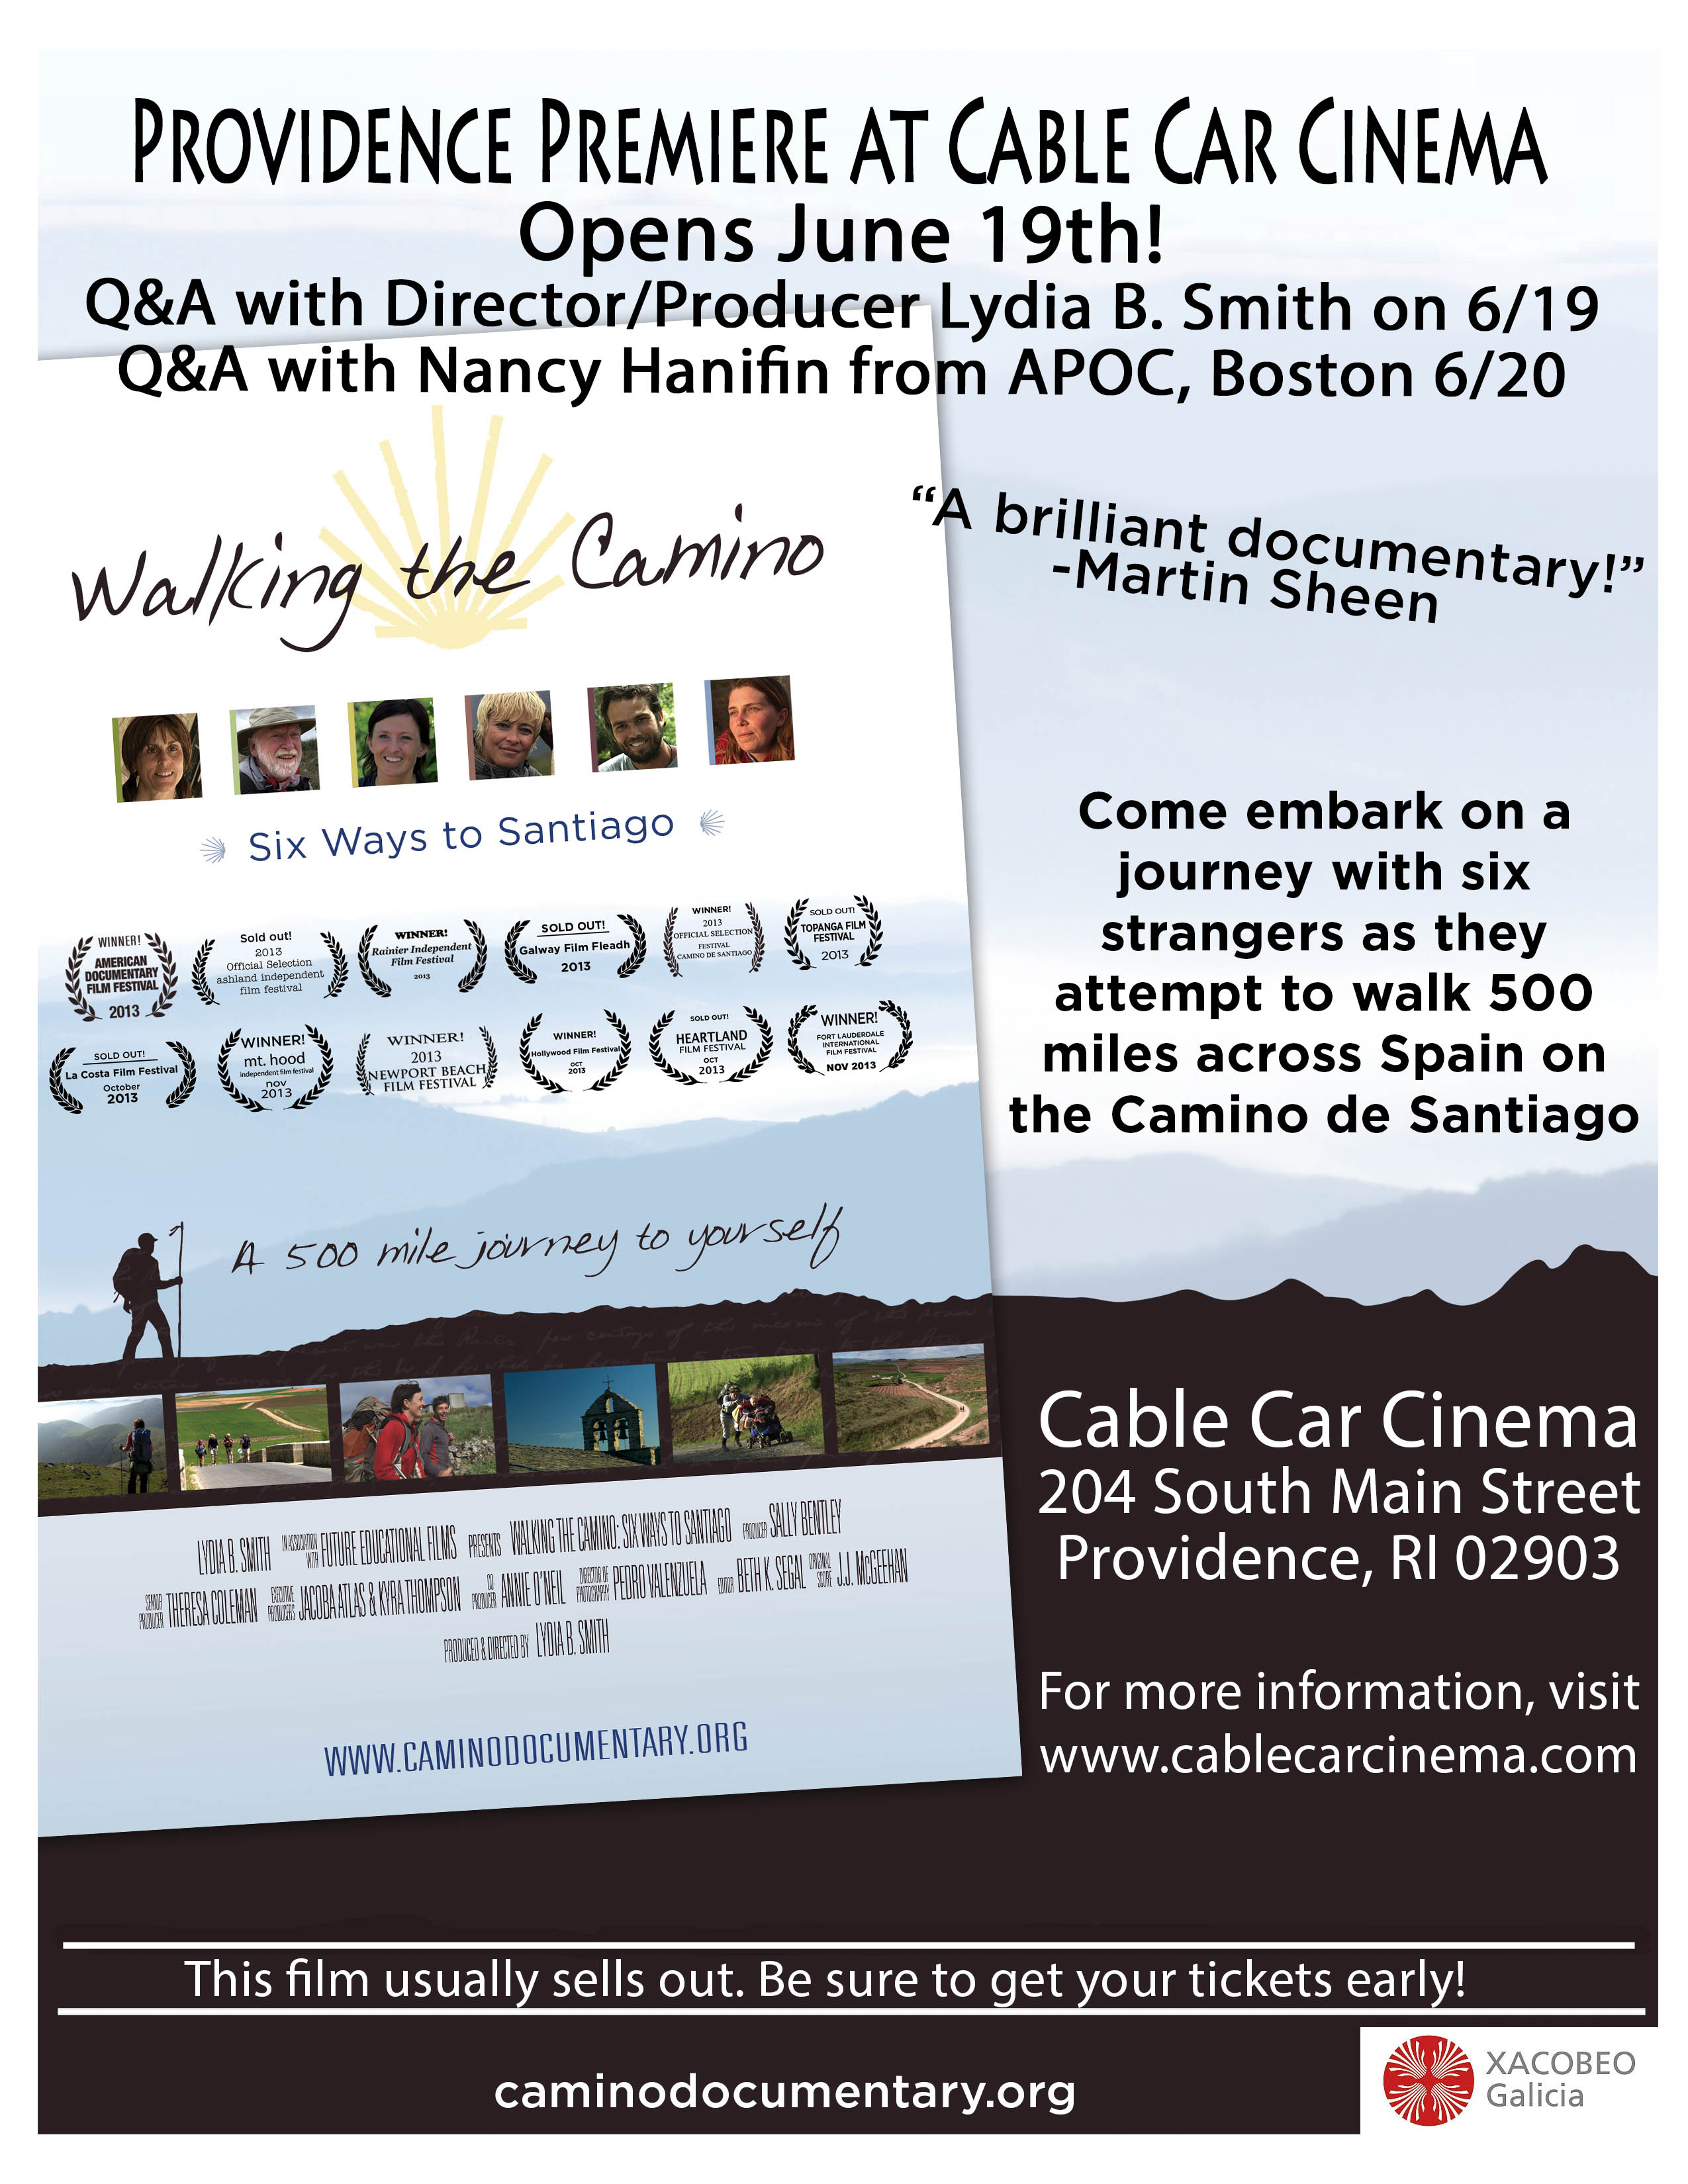 PROVIDENCE PREMIERE AT CABLE CAR CINEMA
Opens June 19th!
Q&A with Director/Producer Lydia B. Smith on 6/19
Q&A with Nancy Hanifin from APOC, Boston 6/20
Walking the Camino
Six Ways to Santiago
"A brilliant documentary!"
-Martin Sheen
Come embark on a
journey with six
strangers as they
attempt to walk 500
miles across Spain on
the Camino de Santiago
WINNER!
AMERICAN
DOCUMENTARY
FILM FESTIVAL
2013
Sold out!
2013
Official Selection
ashland independent
film festival
WINNER!
Rainier Independent
Film Festival
2013
SOLD OUT!
Galway Film Fleadh
2013
WINNER!
2013
OFFICIAL SELECTION
FESTIVAL
CAMINO DE SANTIAGO
SOLD OUT!
TOPANGA FILM
FESTIVAL
2013
SOLD OUT!
La Costa Film Festival
October
2013
WINNER!
mt. hood
independent film festival
nov
2013
WINNER!
2013
NEWPORT BEACH
FILM FESTIVAL
WINNER!
Hollywood Film Festival
OCT
2013
SOLD OUT!
HEARTLAND
FILM FESTIVAL
OCT
2013
WINNER!
FORT LAUDERDALE
INTERNATIONAL
FILM FESTIVAL
NOV 2013
A 500 mile journey to yourself
LYDIA B. SMITH IN ASSOCIATION WITH FUTURE EDUCATIONAL FILMS PRESENTS WALKING THE CAMINO: SIX WAYS TO SANTIAGO PRODUCER SALLY BENTLEY
SENIOR PRODUCER THERESA COLEMAN EXECUTIVE PRODUCERS JACOBA ATLAS & KYRA THOMPSON CO-PRODUCER ANNIE O'NEIL DIRECTOR OF PHOTOGRAPHY PEDRO VALENZUELA EDITOR BETH K. SEGAL ORIGINAL SCORE J.J. McGEEHAN
PRODUCED & DIRECTED BY LYDIA B. SMITH
WWW.CAMINODOCUMENTARY.ORG
Cable Car Cinema
204 South Main Street
Providence, RI 02903
For more information, visit
www.cablecarcinema.com
This film usually sells out. Be sure to get your tickets early!
caminodocumentary.org
XACOBEO
Galicia